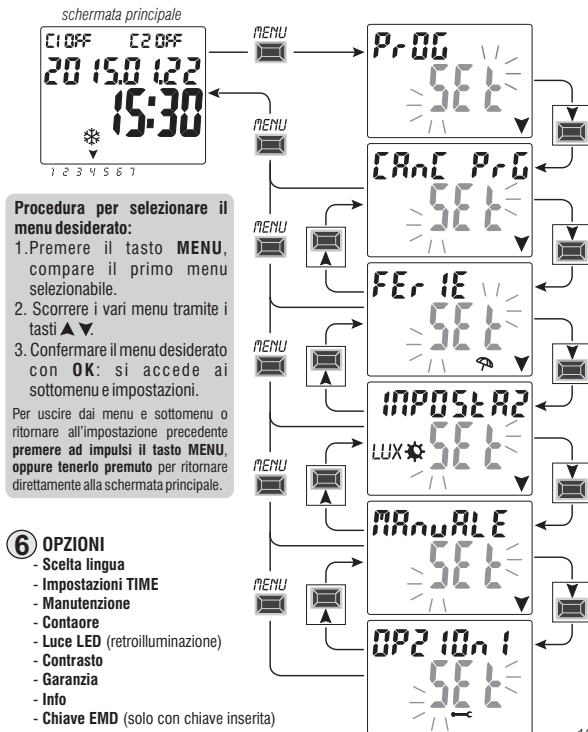 schermata principale
C1 OFF C2 OFF
2015.01.22
15:30
1 2 3 4 5 6 7
Procedura per selezionare il
menu desiderato:
1.Premere il tasto MENU,
compare il primo menu
selezionabile.
2. Scorrere i vari menu tramite i
tasti ▲ ▼.
3. Confermare il menu desiderato
con OK: si accede ai
sottomenu e impostazioni.
Per uscire dai menu e sottomenu o
ritornare all'impostazione precedente
premere ad impulsi il tasto MENU,
oppure tenerlo premuto per ritornare
direttamente alla schermata principale.
6 OPZIONI
- Scelta lingua
- Impostazioni TIME
- Manutenzione
- Contaore
- Luce LED (retroilluminazione)
- Contrasto
- Garanzia
- Info
- Chiave EMD (solo con chiave inserita)
MENU
PrOG
SEt
MENU
CAnC PrG
SEt
MENU
FErIE
SEt
MENU
IMPOStAZ
LUX SEt
MENU
MAnuALE
SEt
MENU
OPZIOnI
SEt